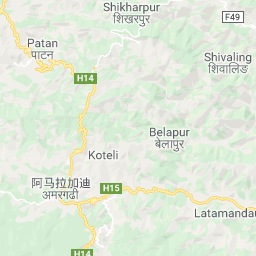 Shikharpur
शिखरपुर
F49
Patan
पाटन
Shivaling
शिवालिङ
H14
Belapur
बेलापुर
Koteli
阿马拉加迪
अमरगढी
H15
Latamandau
H14